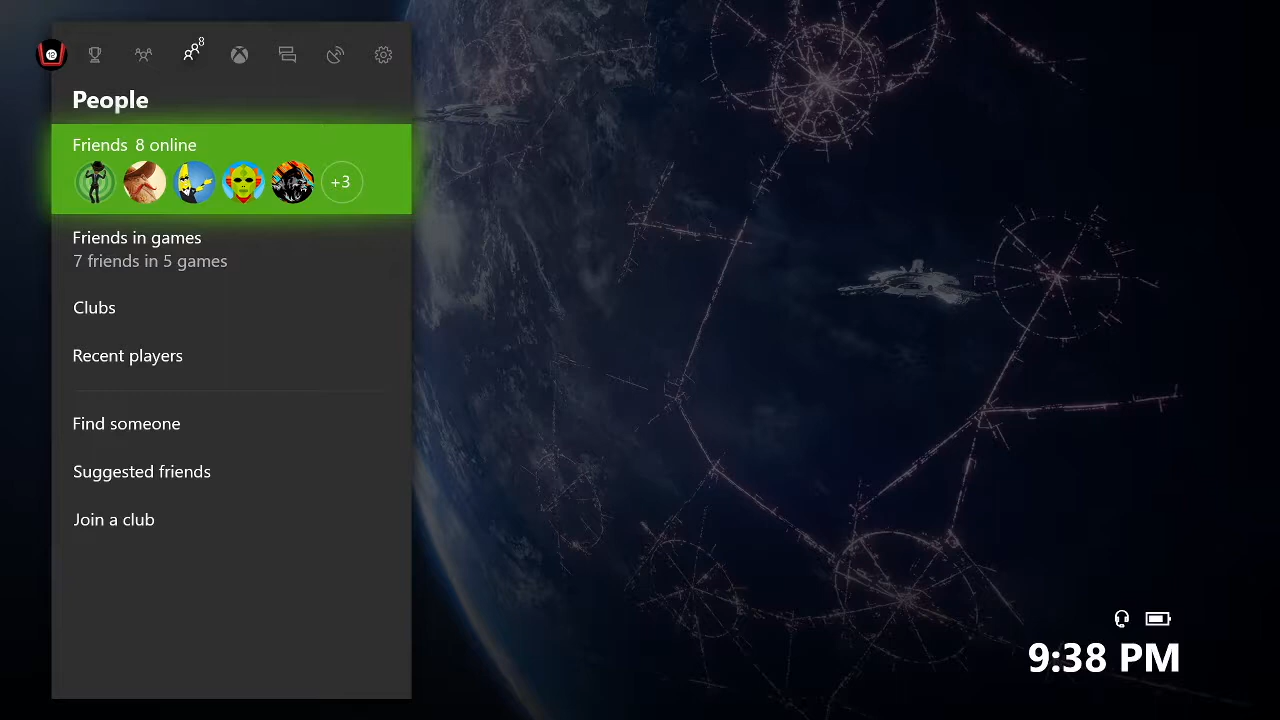 8
People
Friends 8 online
+3
Friends in games
7 friends in 5 games
Clubs
Recent players
Find someone
Suggested friends
Join a club
9:38 PM